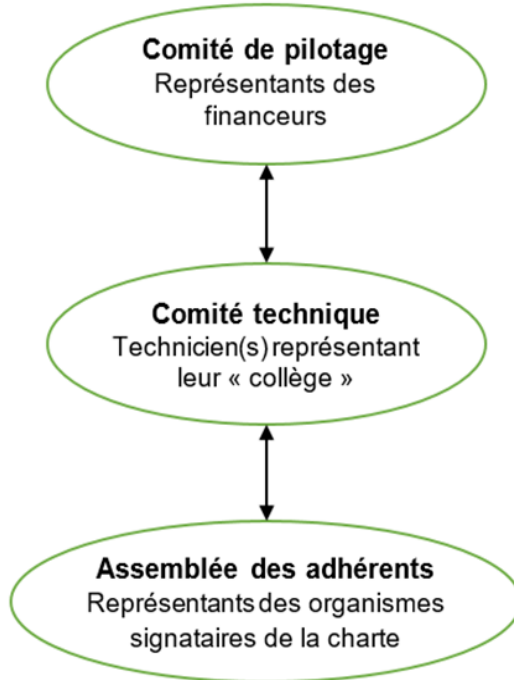 Comité de pilotage
Représentants des
financeurs
Comité technique
Technicien(s) représentant
leur « collège »
Assemblée des adhérents
Représentants des organismes
signataires de la charte